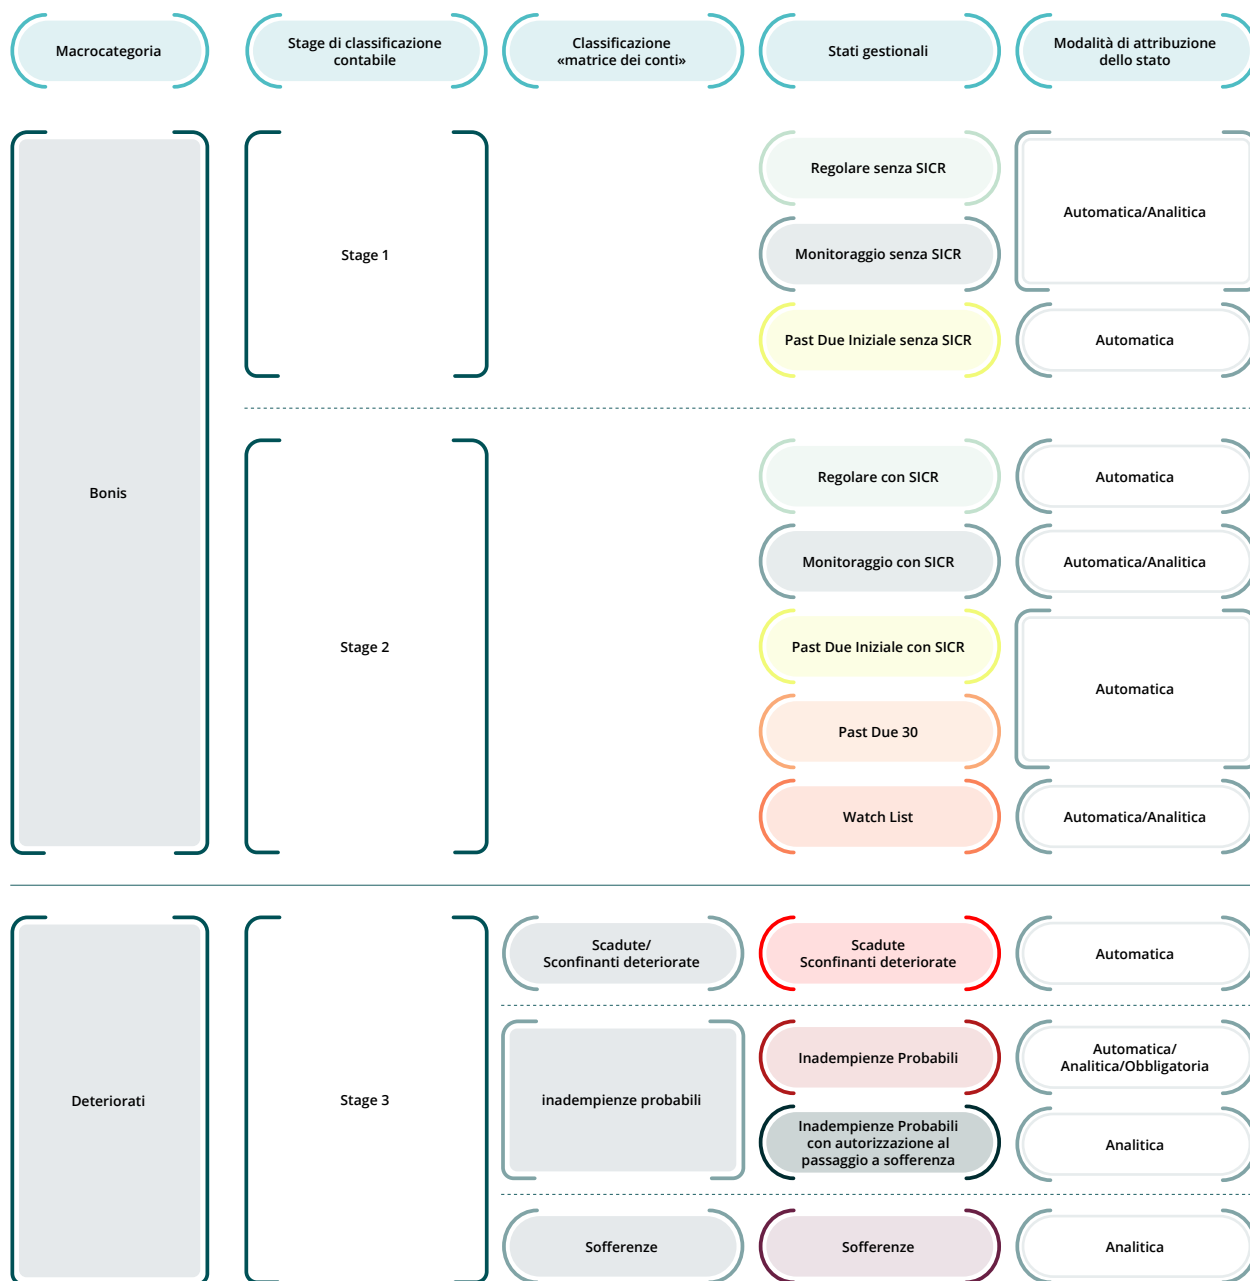 Macrocategoria
Stage di classificazione
contabile
Classificazione
«matrice dei conti»
Stati gestionali
Modalità di attribuzione
dello stato
Bonis
Stage 1
Regolare senza SICR
Monitoraggio senza SICR
Past Due Iniziale senza SICR
Automatica/Analitica
Automatica
Stage 2
Regolare con SICR
Automatica
Monitoraggio con SICR
Automatica/Analitica
Past Due Iniziale con SICR
Past Due 30
Automatica
Watch List
Automatica/Analitica
Deteriorati
Stage 3
Scadute/
Sconfinanti deteriorate
Scadute
Sconfinanti deteriorate
Automatica
inadempienze probabili
Inadempienze Probabili
Automatica/
Analitica/Obbligatoria
Inadempienze Probabili
con autorizzazione al
passaggio a sofferenza
Analitica
Sofferenze
Sofferenze
Analitica